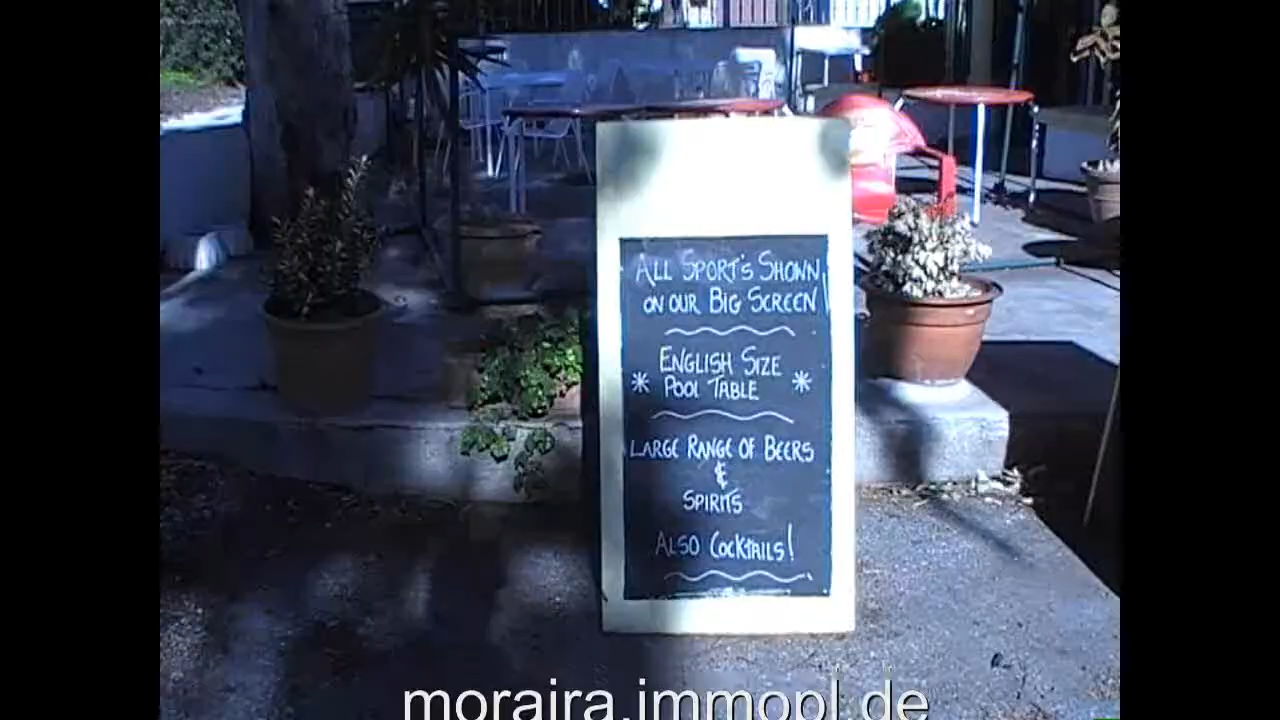 ALL SPORT'S SHOWN
ON OUR BIG SCREEN!
ENGLISH SIZE
* POOL TABLE *
LARGE RANGE OF BEERS
&
SPIRITS
ALSO COCKTAILS!
moraira.immopl.de